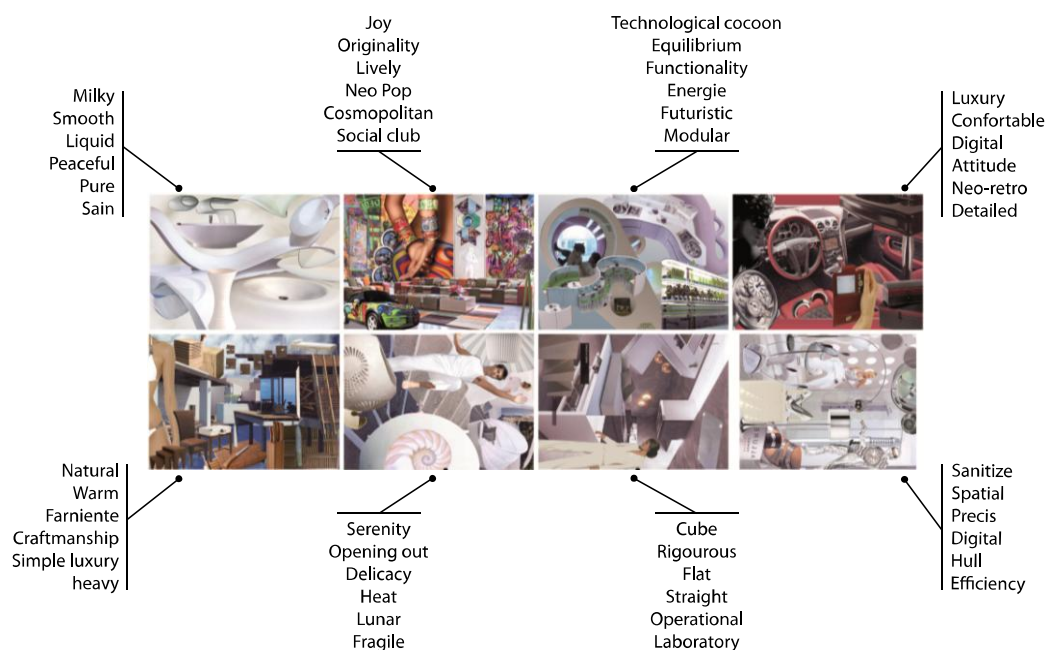 Joy
Originality
Lively
Neo Pop
Cosmopolitan
Social club
Technological cocoon
Equilibrium
Functionality
Energie
Futuristic
Modular
Milky
Smooth
Liquid
Peaceful
Pure
Sain
Luxury
Confortable
Digital
Attitude
Neo-retro
Detailed
Natural
Warm
Farniente
Craftmanship
Simple luxury
heavy
Serenity
Opening out
Delicacy
Heat
Lunar
Fragile
Cube
Rigourous
Flat
Straight
Operational
Laboratory
Sanitize
Spatial
Precis
Digital
Hull
Efficiency